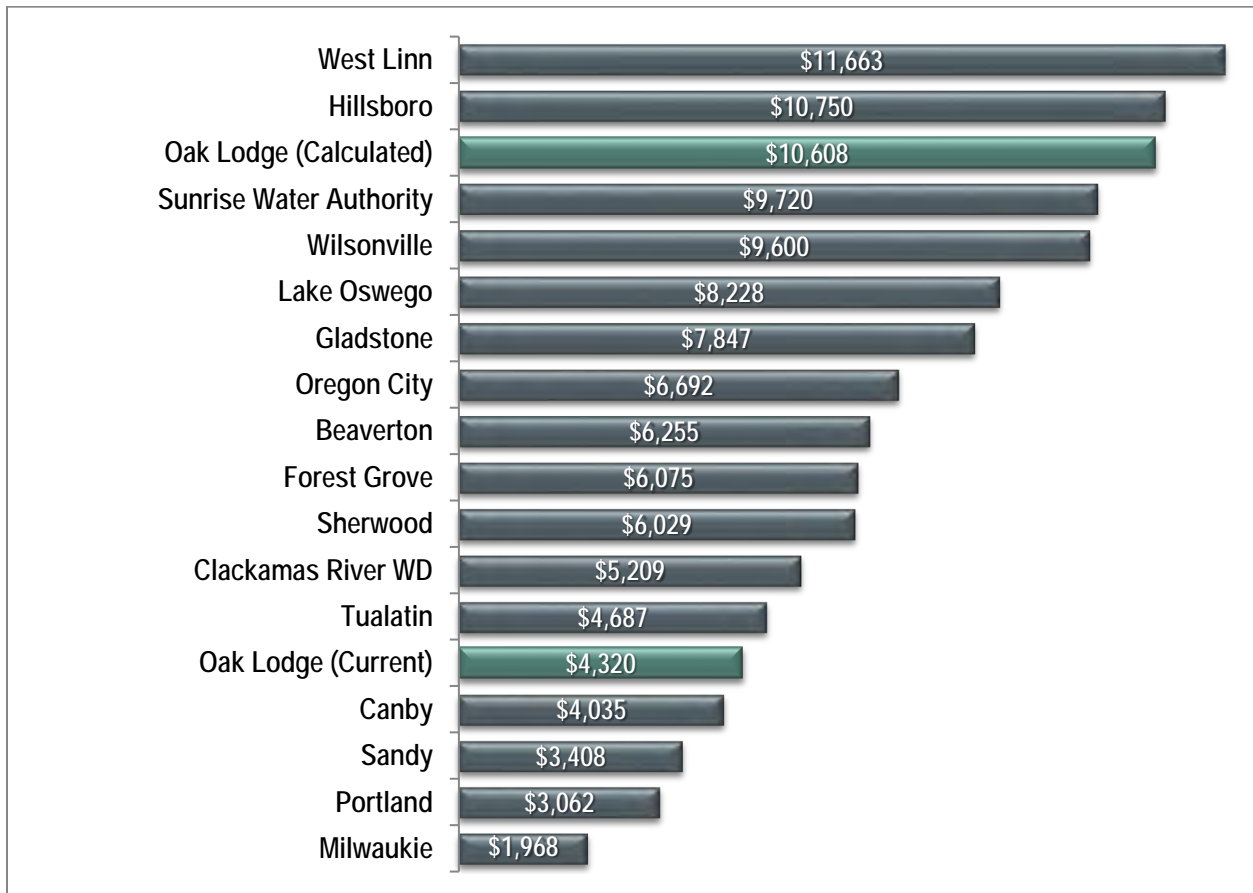 West Linn $11,663
Hillsboro $10,750
Oak Lodge (Calculated) $10,608
Sunrise Water Authority $9,720
Wilsonville $9,600
Lake Oswego $8,228
Gladstone $7,847
Oregon City $6,692
Beaverton $6,255
Forest Grove $6,075
Sherwood $6,029
Clackamas River WD $5,209
Tualatin $4,687
Oak Lodge (Current) $4,320
Canby $4,035
Sandy $3,408
Portland $3,062
Milwaukie $1,968